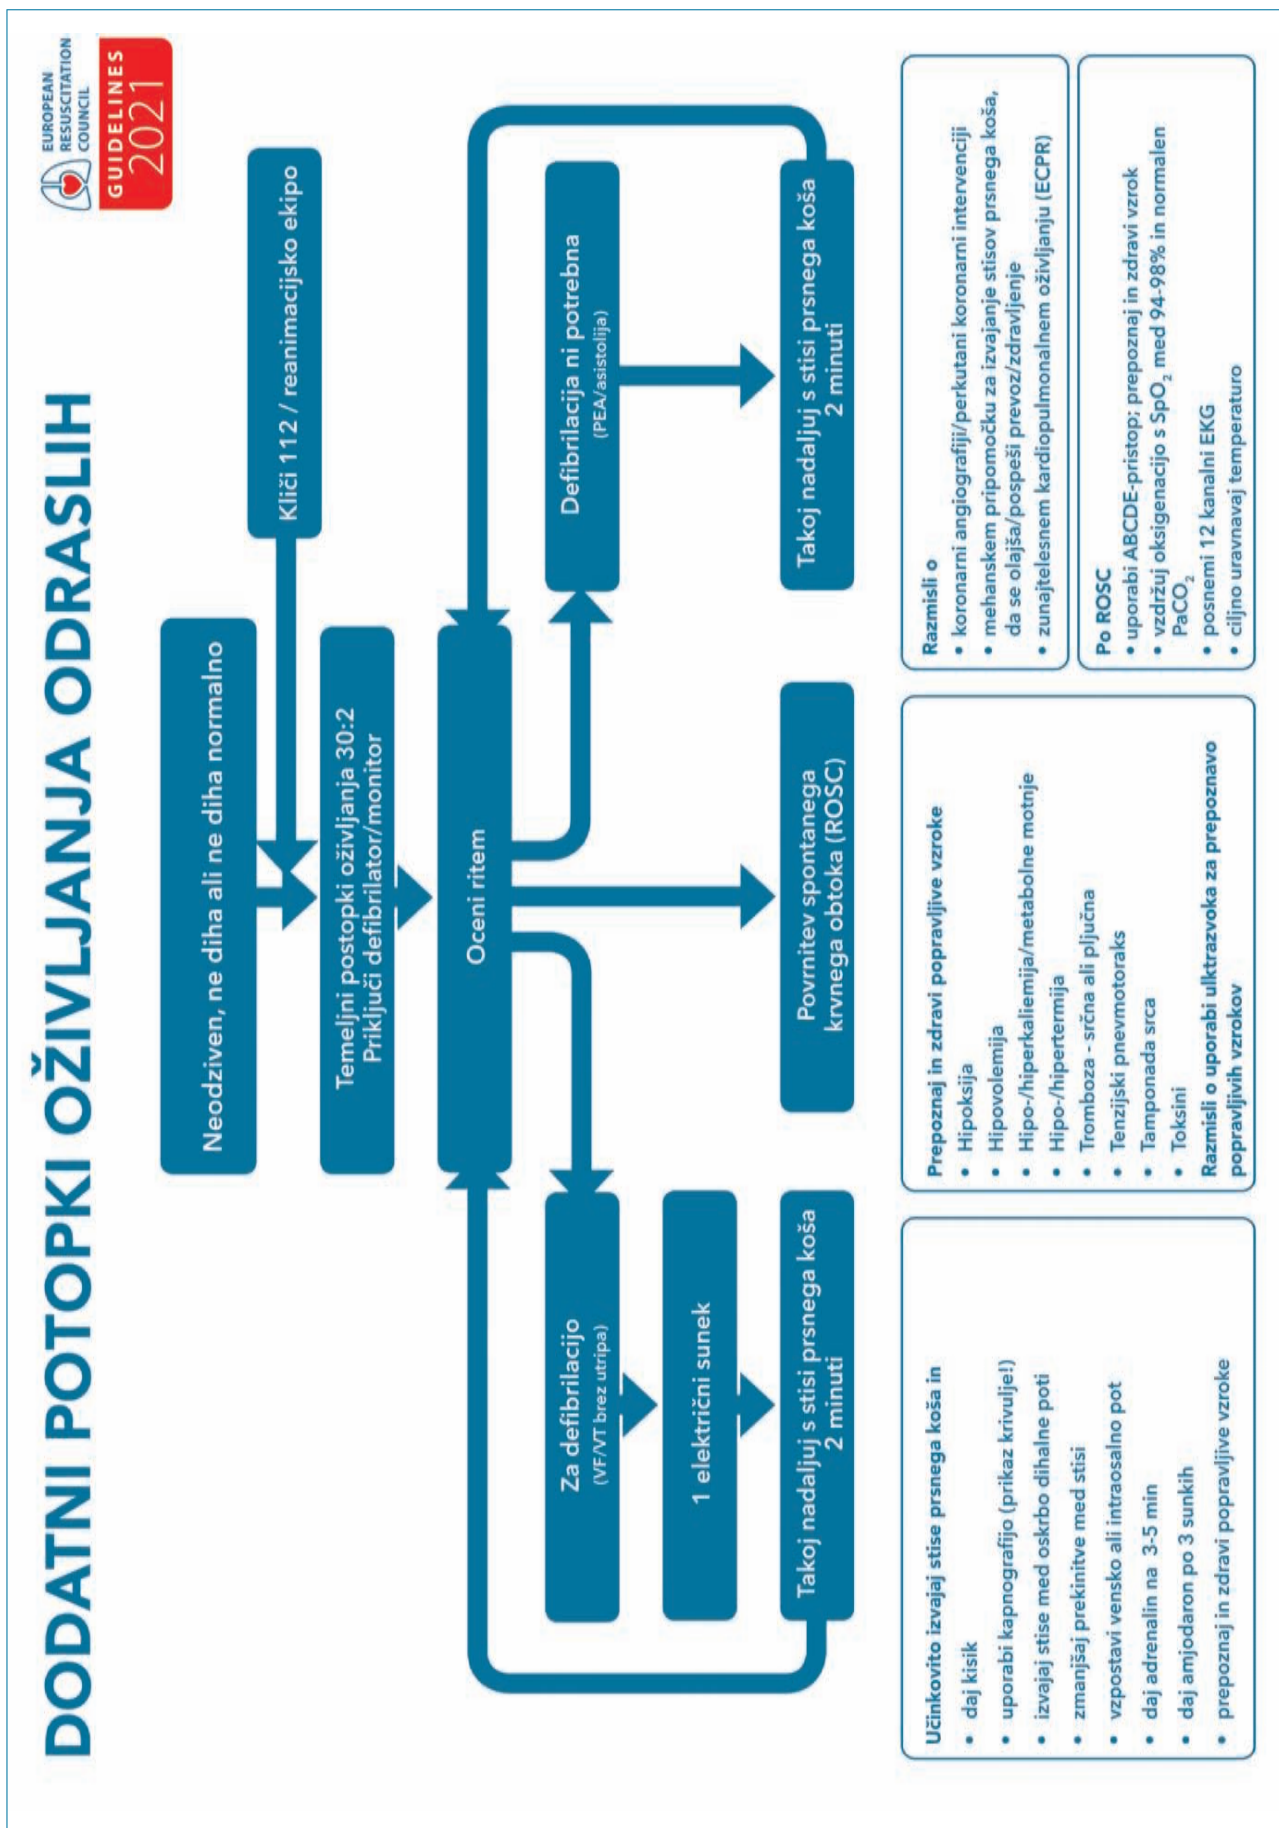 DODATNI POTOPKI OŽIVLJANJA ODRASLIH
EUROPEAN
RESUSCITATION
COUNCIL
GUIDELINES
2021
Neodziven, ne diha ali ne diha normalno
Kliči 112 / reanimacijsko ekipo
Temeljni postopki oživljanja 30:2
Priključi defibrilator/monitor
Oceni ritem
Za defibrilacijo
(VF/VT brez utripa)
1 električni sunek
Takoj nadaljuj s stisi prsnega koša
2 minuti
Povrnitev spontanega
krvnega obtoka (ROSC)
Defibrilacija ni potrebna
(PEA/asistolija)
Takoj nadaljuj s stisi prsnega koša
2 minuti
Učinkovito izvajaj stise prsnega koša in
• daj kisik
• uporabi kapnografijo (prikaz krivulje!)
• izvajaj stise med oskrbo dihalne poti
• zmanjšaj prekinitve med stisi
• vzpostavi vensko ali intraosalno pot
• daj adrenalin na 3-5 min
• daj amjodaron po 3 sunkih
• prepoznaj in zdravi popravljive vzroke
Prepoznaj in zdravi popravljive vzroke
• Hipoksija
• Hipovolemija
• Hipo-/hiperkaliemija/metabolne motnje
• Hipo-/hipertermija
• Tromboza - srčna ali pljučna
• Tenzijski pnevmotoraks
• Tamponada srca
• Toksini
Razmisli o uporabi ulktrazvoka za prepoznavo
popravljivih vzrokov
Razmisli o
• koronarni angiografiji/perkutani koronarni intervenciji
• mehanskem pripomočku za izvajanje stisov prsnega koša,
da se olajša/pospeši prevoz/zdravljenje
• zunajtelesnem kardiopulmonalnem oživljanju (ECPR)
Po ROSC
• uporabi ABCDE-pristop; prepoznaj in zdravi vzrok
• vzdržuj oksigenacijo s SpO₂ med 94-98% in normalen
PaCO₂
• posnemi 12 kanalni EKG
• ciljno uravnavaj temperaturo